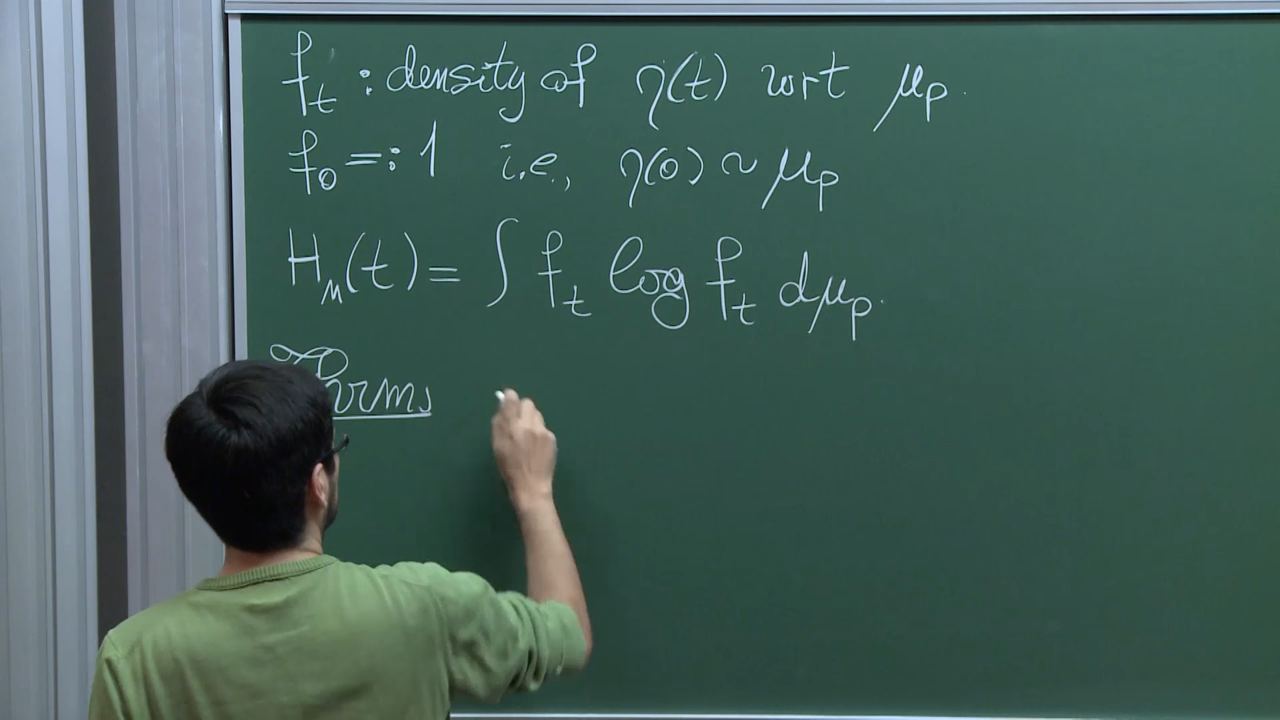 f_t : density of η(t) wrt μ_p.
f_0 =: 1 i.e., η(0) ~ μ_p
H_n(t) = ∫ f_t log f_t dμ_p.